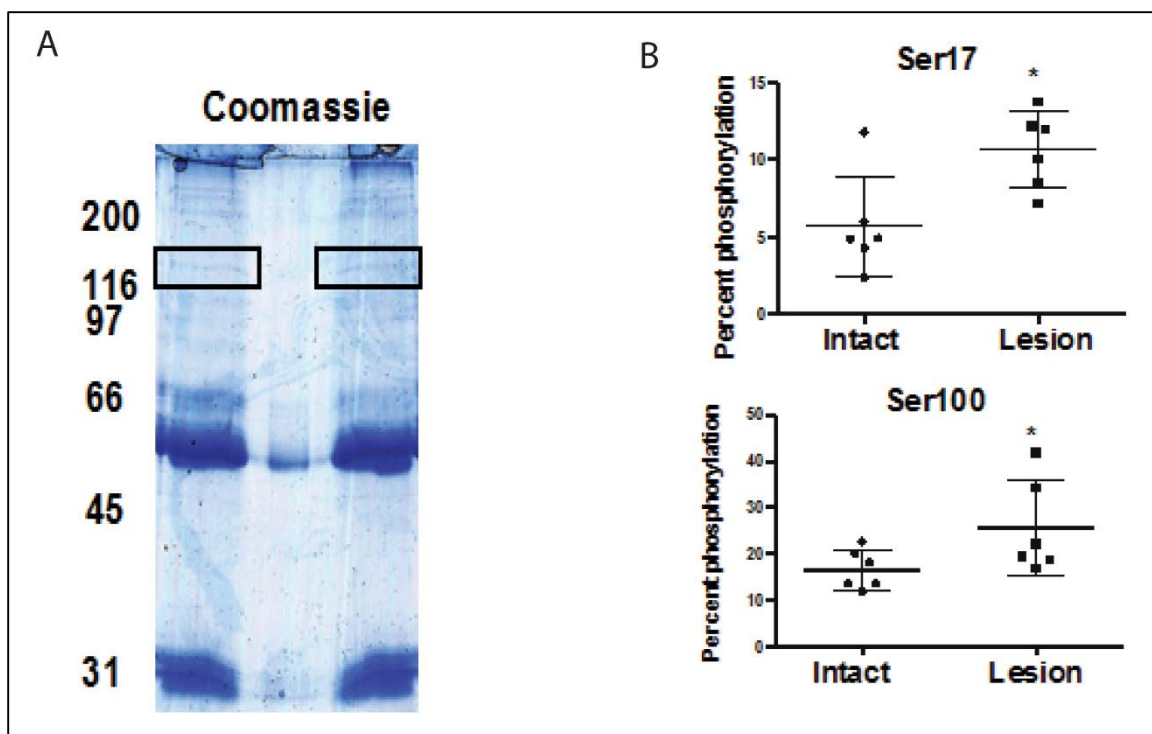 A
Coomassie
200
116
97
66
45
31
B
Ser17
*
Percent phosphorylation
15
10
5
0
Intact Lesion
Ser100
*
Percent phosphorylation
50
40
30
20
10
0
Intact Lesion